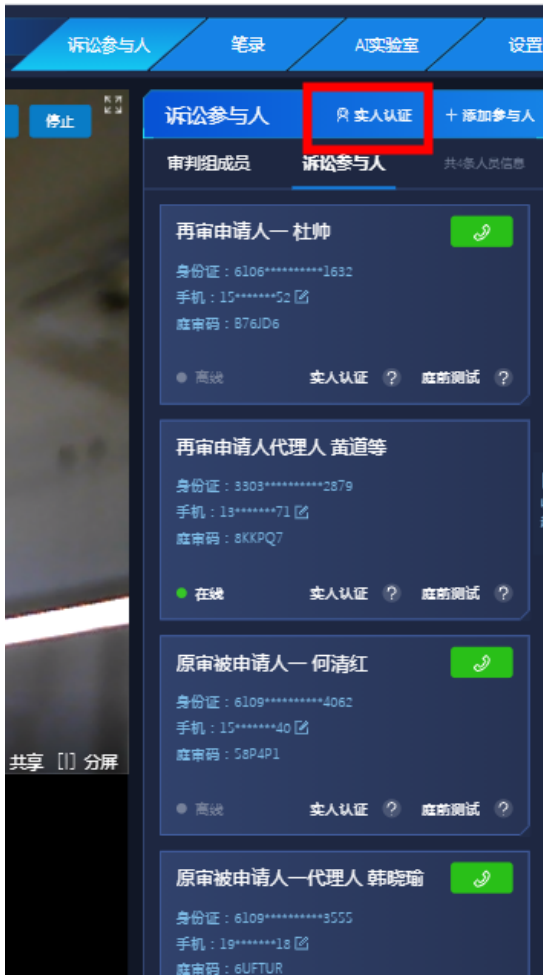 诉讼参与人 笔录 AI实验室 设置
停止
诉讼参与人 实人认证 + 添加参与人
审判组成员 诉讼参与人 共4条人员信息
再审申请人一 杜帅
身份证：6106**********1632
手机：15*******52
庭审码：B76JD6
离线 实人认证 ? 庭前测试 ?
再审申请人代理人 黄道等
身份证：3303**********2879
手机：13*******71
庭审码：8KKPQ7
在线 实人认证 ? 庭前测试 ?
原审被申请人一 何清红
身份证：6109**********4062
手机：15*******40
庭审码：S8P4P1
共享 分屏
离线 实人认证 ? 庭前测试 ?
原审被申请人一代理人 韩晓瑜
身份证：6109**********3555
手机：19*******18
庭审码：6UFTUR